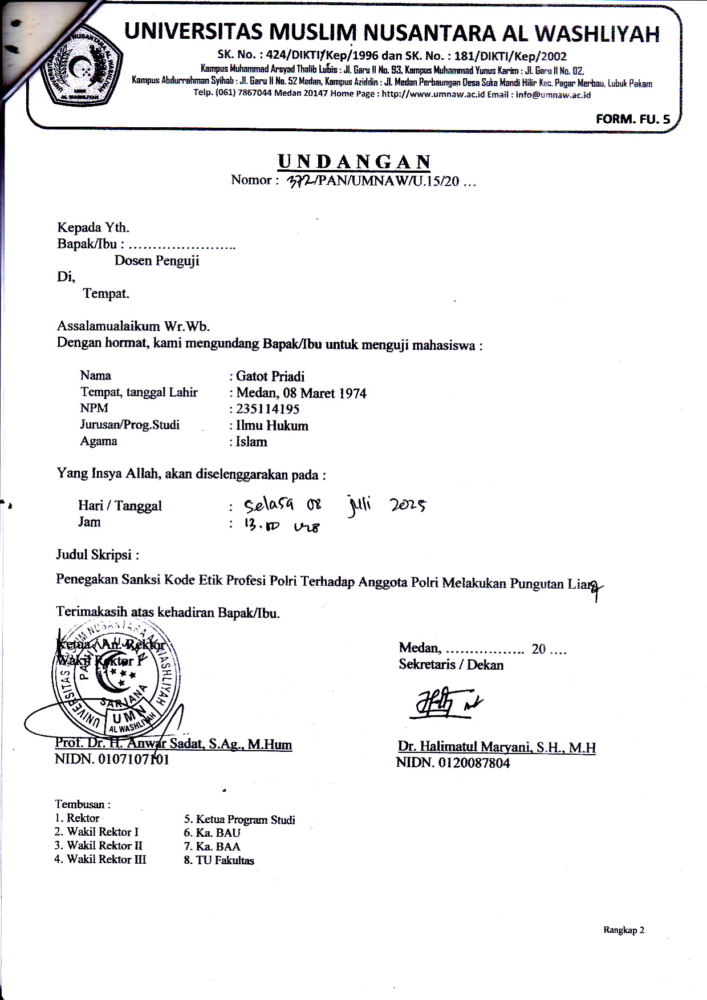 UNIVERSITAS MUSLIM NUSANTARA AL WASHLIYAH
SK. No. : 424/DIKTI/Kep/1996 dan SK. No. : 181/DIKTI/Kep/2002
Kampus Muhammad Arsyad Thalib Lubis : Jl. Garu II No. 93, Kampus Muhammad Yunus Karim : Jl. Garu II No. 02,
Kampus Abdurrahman Syihab : Jl. Garu II No. 52 Medan, Kampus Aziddin : Jl. Medan Perbaungan Desa Suka Mandi Hilir Kec. Pagar Merbau, Lubuk Pakam
Telp. (061) 7867044 Medan 20147 Home Page : http://www.umnaw.ac.id Email : info@umnaw.ac.id
FORM. FU. 5
U N D A N G A N
Nomor : 372/PAN/UMNAW/U.15/20 ...
Kepada Yth.
Bapak/Ibu : .......................
Dosen Penguji
Di,
Tempat.
Assalamualaikum Wr.Wb.
Dengan hormat, kami mengundang Bapak/Ibu untuk menguji mahasiswa :
Nama : Gatot Priadi
Tempat, tanggal Lahir : Medan, 08 Maret 1974
NPM : 235114195
Jurusan/Prog.Studi : Ilmu Hukum
Agama : Islam
Yang Insya Allah, akan diselenggarakan pada :
Hari / Tanggal : Selasa 08 juli 2025
Jam : 13.00 WIB
Judul Skripsi :
Penegakan Sanksi Kode Etik Profesi Polri Terhadap Anggota Polri Melakukan Pungutan Liar
Terimakasih atas kehadiran Bapak/Ibu.
Ketua / An. Rektor
Wakil Rektor I
UNIVERSITAS MUSLIM NUSANTARA AL WASHLIYAH
PANITIA UJIAN
SARJANA
UMN
AL WASHLIYAH
Prof. Dr. H. Anwar Sadat, S.Ag., M.Hum
NIDN. 0107107101
Medan, ................. 20 ....
Sekretaris / Dekan
Dr. Halimatul Maryani, S.H., M.H
NIDN. 0120087804
Tembusan :
1. Rektor
2. Wakil Rektor I
3. Wakil Rektor II
4. Wakil Rektor III
5. Ketua Program Studi
6. Ka. BAU
7. Ka. BAA
8. TU Fakultas
Rangkap 2